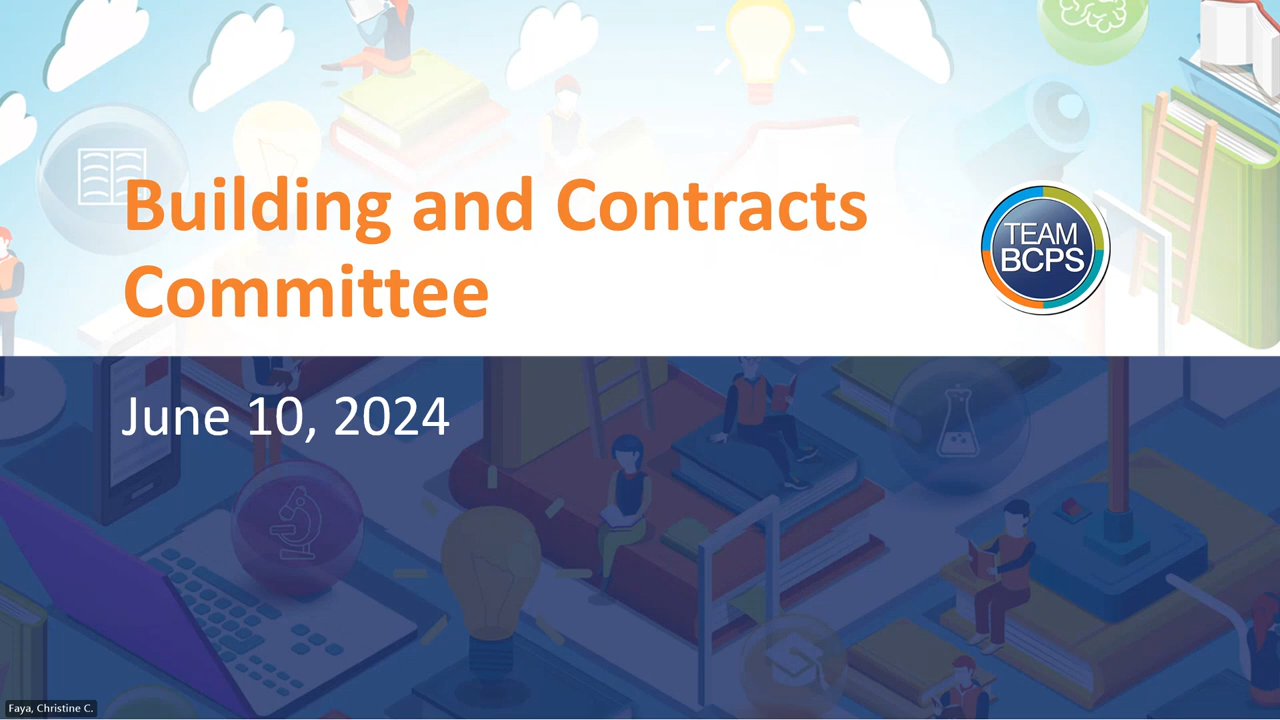 Building and Contracts
Committee
TEAM
BCPS
June 10, 2024
Faya, Christine C.